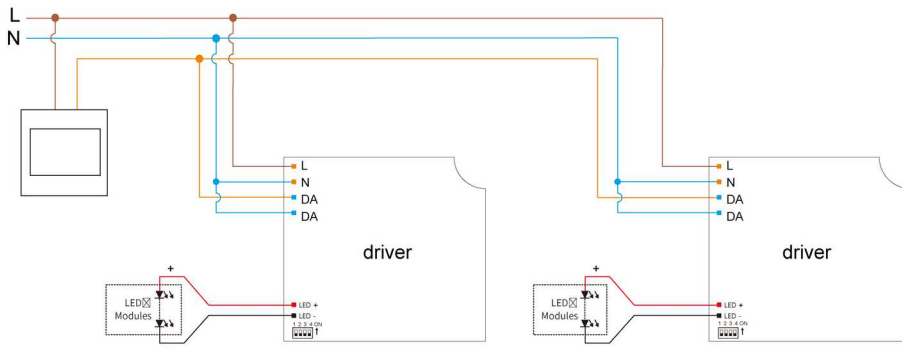 L
N
L
N
DA
DA
driver
+
LED
Modules
LED +
LED -
1 2 3 4 ON
L
N
DA
DA
driver
+
LED
Modules
LED +
LED -
1 2 3 4 ON